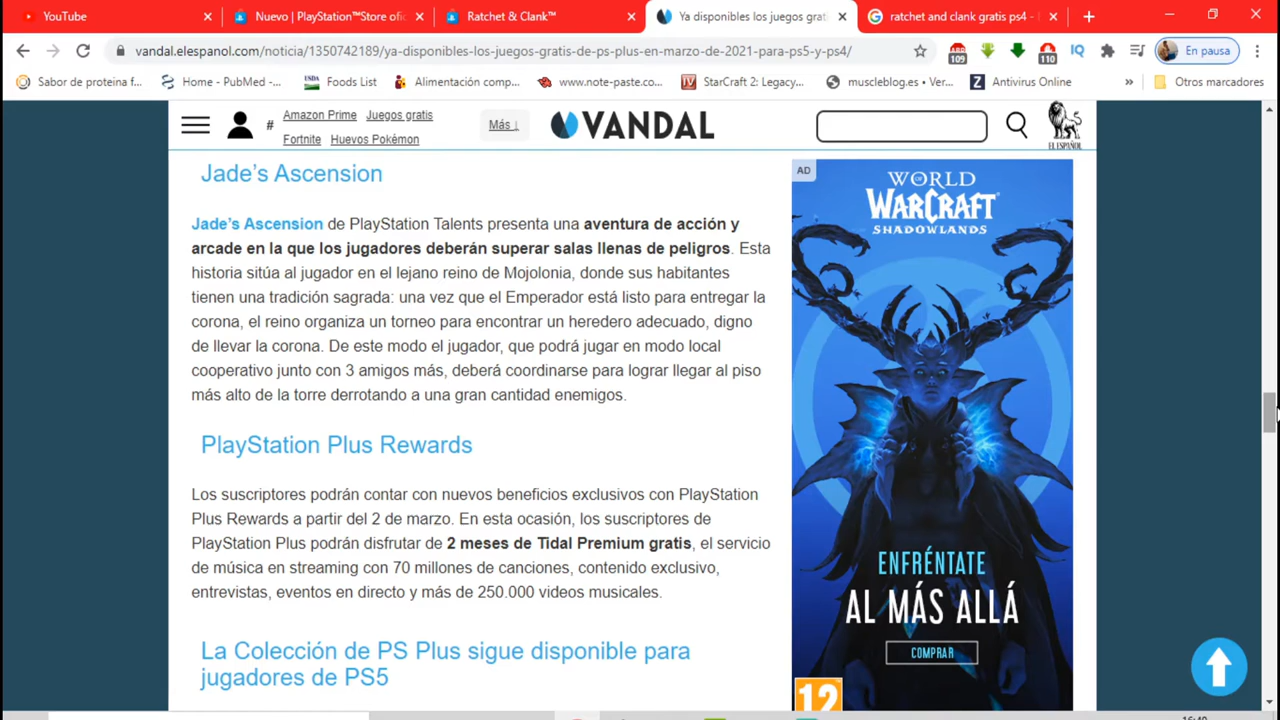 YouTube
Nuevo | PlayStation™Store ofi
Ratchet & Clank™
Ya disponibles los juegos grat
ratchet and clank gratis ps4 -
vandal.elespanol.com/noticia/1350742189/ya-disponibles-los-juegos-gratis-de-ps-plus-en-marzo-de-2021-para-ps5-y-ps4/
109
110
IQ
En pausa
Sabor de proteina f...
Home - PubMed -...
USDA
Foods List
Alimentación comp...
www.note-paste.co...
StarCraft 2: Legacy...
muscleblog.es • Ver...
Antivirus Online
»
Otros marcadores
# Amazon Prime Juegos gratis
Fortnite Huevos Pokémon
Más ↓
VANDAL
EL ESPAÑOL
Jade's Ascension
Jade's Ascension de PlayStation Talents presenta una aventura de acción y
arcade en la que los jugadores deberán superar salas llenas de peligros. Esta
historia sitúa al jugador en el lejano reino de Mojolonia, donde sus habitantes
tienen una tradición sagrada: una vez que el Emperador está listo para entregar la
corona, el reino organiza un torneo para encontrar un heredero adecuado, digno
de llevar la corona. De este modo el jugador, que podrá jugar en modo local
cooperativo junto con 3 amigos más, deberá coordinarse para lograr llegar al piso
más alto de la torre derrotando a una gran cantidad enemigos.
PlayStation Plus Rewards
Los suscriptores podrán contar con nuevos beneficios exclusivos con PlayStation
Plus Rewards a partir del 2 de marzo. En esta ocasión, los suscriptores de
PlayStation Plus podrán disfrutar de 2 meses de Tidal Premium gratis, el servicio
de música en streaming con 70 millones de canciones, contenido exclusivo,
entrevistas, eventos en directo y más de 250.000 videos musicales.
La Colección de PS Plus sigue disponible para
jugadores de PS5
AD
WORLD
OF
WARCRAFT
SHADOWLANDS
ENFRÉNTATE
AL MÁS ALLÁ
COMPRAR
12